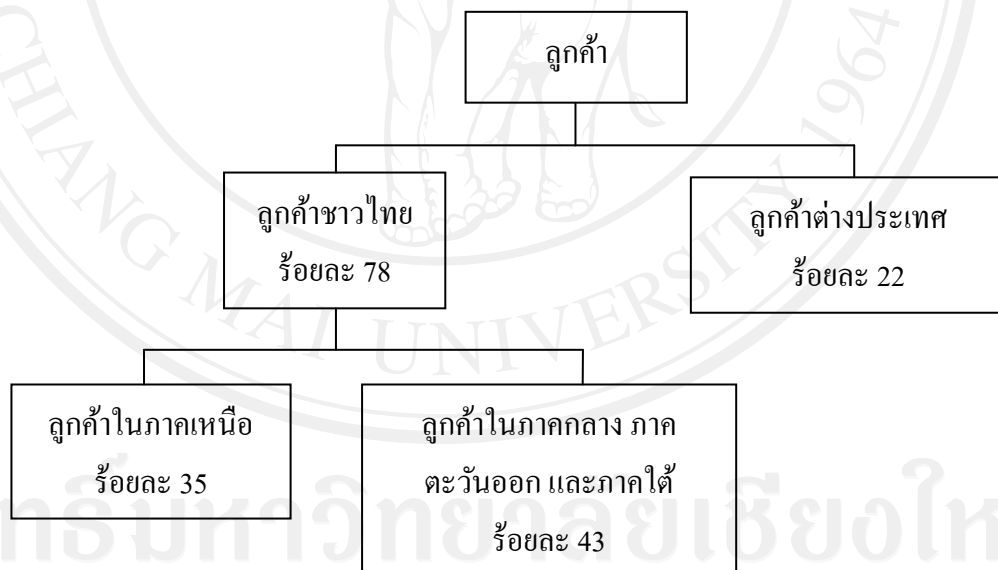 ลูกค้า
ลูกค้าชาวไทย
ร้อยละ 78
ลูกค้าต่างประเทศ
ร้อยละ 22
ลูกค้าในภาคเหนือ
ร้อยละ 35
ลูกค้าในภาคกลาง ภาค
ตะวันออก และภาคใต้
ร้อยละ 43
CHIANG MAI UNIVERSITY 1964